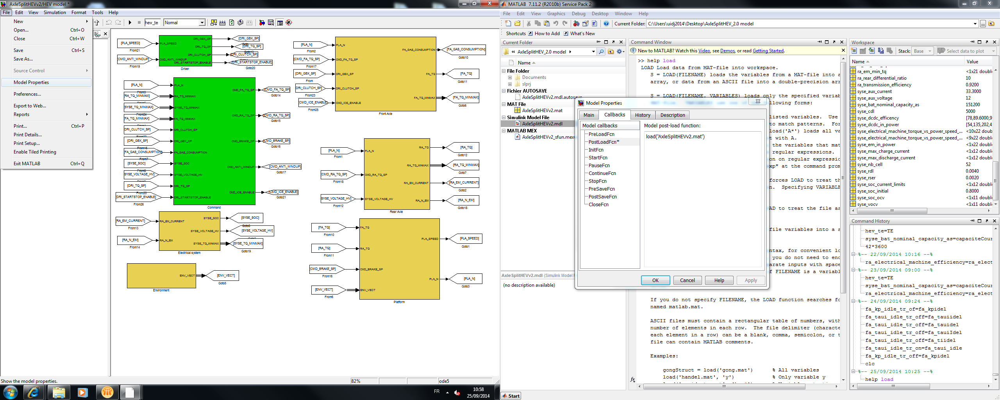 AxleSplitHEVv2/HEV model *
File Edit View Simulation Format Tools Help
New
Open... Ctrl+O
Close Ctrl+W
Save Ctrl+S
Save As...
Source Control
Model Properties
Preferences...
Export to Web...
Reports
Print... Ctrl+P
Print Details...
Print Setup...
Enable Tiled Printing
Exit MATLAB Ctrl+Q
hev_te
Normal
[PLA_SPEED]
From21
[CMD_ANTI_WINDUP]
From19
PLA_SPEED
CMD_ANTI_WINDUP
DRI_GBX_SP
DRI_TQ_SP
DRI_CLUTCH_SP
DRI_STARTSTOP_ENABLE
Driver
[DRI_GBX_SP]
[DRI_TQ_SP]
[DRI_CLUTCH_SP]
[DRI_STARTSTOP_ENABLE]
Goto20
[PLA_N]
[RA_TQ_MINMAX]
[SYSE_TQ_MINMAX]
From24
[FA_TQ_MINMAX]
[DRI_CLUTCH_SP]
[DRI_GBX_SP]
[FA_GAS_CONSUMPTION]
[SYSE_SOC]
[SYSE_VOLTAGE_HV]
[DRI_TQ_SP]
From20
[DRI_STARTSTOP_ENABLE]
From26
PLA_N
RA_TQ_MINMAX
SYSE_TQ_MINMAX
FA_TQ_MINMAX
DRI_CLUTCH_SP
DRI_GBX_SP
FA_GAS_CONSUMPTION
SYSE_SOC
SYSE_VOLTAGE_HV
DRI_TQ_SP
DRI_STARTSTOP_ENABLE
CMD_FA_TQ_SP
CMD_RA_TQ_SP
CMD_BRAKE_SP
CMD_ANTI_WINDUP
CMD_ICE_ENABLE
Command
[CMD_FA_TQ_SP]
Goto14
[CMD_RA_TQ_SP]
Goto15
[CMD_BRAKE_SP]
Goto16
[CMD_ANTI_WINDUP]
Goto17
[CMD_ICE_ENABLE]
Goto21
[RA_EM_CURRENT]
From13
[RA_N_EM]
From14
RA_EM_CURRENT
RA_N_EM
SYSE_SOC
SYSE_VOLTAGE_HV
SYSE_TQ_MINMAX
Electrical system
[SYSE_SOC]
[SYSE_VOLTAGE_HV]
[SYSE_TQ_MINMAX]
Goto19
ENV_VECT
Environment
[ENV_VECT]
Goto5
[PLA_N]
From2
[CMD_FA_TQ_SP]
From17
[DRI_GBX_SP]
From
[DRI_CLUTCH_SP]
From23
[CMD_ICE_ENABLE]
From25
PLA_N
CMD_FA_TQ_SP
DRI_GBX_SP
DRI_CLUTCH_SP
CMD_ICE_ENABLE
FA_GAS_CONSUMPTION
FA_TQ
FA_TQ_MINMAX
Front Axle
[FA_GAS_CONSUMPTION]
Goto10
[FA_TQ]
Goto11
[FA_TQ_MINMAX]
Goto6
[PLA_N]
From1
[CMD_RA_TQ_SP]
From18
[SYSE_VOLTAGE_HV]
From12
PLA_N
CMD_RA_TQ_SP
SYSE_VOLTAGE_HV
RA_TQ
RA_TQ_MINMAX
RA_EM_CURRENT
RA_N_EM
Rear Axle
[RA_TQ]
Goto12
[RA_TQ_MINMAX]
Goto7
[RA_EM_CURRENT]
Goto2
[RA_N_EM]
Goto18
[FA_TQ]
From10
[RA_TQ]
From11
[CMD_BRAKE_SP]
From16
[ENV_VECT]
From6
FA_TQ
RA_TQ
CMD_BRAKE_SP
ENV_VECT
PLA_SPEED
PLA_N
Platform
[PLA_SPEED]
Goto1
[PLA_N]
Goto3
Show the model properties.
82%
ode5
FR
10:58
25/09/2014
MATLAB 7.11.2 (R2010b) Service Pack 2
File Edit View Graphics Debug Desktop Window Help
Current Folder: C:\Users\uidj2014\Desktop\AxleSplitHEV_2.0 model
Shortcuts How to Add What's New
Current Folder
« AxleSplitHEV_2.0 model
Name
File Folder
Documents
slprj
Fichier AUTOSAVE
AxleSplitHEVv2.mdl.autosave
MAT File
AxleSplitHEVv2.mat
Simulink Model File
AxleSplitHEVv2.mdl
MATLAB MEX
AxleSplitHEVv2_sfun.mexw
AxleSplitHEVv2.mdl (Simulink Model F
(no description available)
Start
Command Window
New to MATLAB? Watch this Video, see Demos, or read Getting Started.
>> help load
LOAD Load data from MAT-file into workspace.
S = LOAD(FILENAME) loads the variables from a MAT-file into a
array, or data from an ASCII file into a double-precision arr
S = LOAD(FILENAME, VARIABLES) loads only the specified variab
llowing forms:
listed variables. Use
to match patterns. For
load('A*') loads all va
t with A.
the variables that mat
regular expressions.
on on regular expressio
xp" at the command prom
forces LOAD to treat th
n. Specifying VARIABLE
AD to treat the file as
file variables into a s
ntax, for convenient lo
you do not need to enc
arate inputs with space
f FILENAME is a variabl
If you do not specify FILENAME, the LOAD function searches fo
named matlab.mat.
ASCII files must contain a rectangular table of numbers, with
number of elements in each row. The file delimiter (characte
each element in a row) can be a blank, comma, semicolon, or t
file can contain MATLAB comments.
Examples:
gongStruct = load('gong.mat') % All variables
load('handel.mat', 'y') % Only variable y
fx
Model Properties
Main Callbacks History Description
Model callbacks
PreLoadFcn
PostLoadFcn*
InitFcn
StartFcn
PauseFcn
ContinueFcn
StopFcn
PreSaveFcn
PostSaveFcn
CloseFcn
Model post-load function:
load('AxleSplitHEVv2.mat')
OK Cancel Help Apply
Workspace
Stack: Base Select data to plot
Name Value
ra_em_min_tq <1x21 doubl
ra_rear_differential_ratio 10
ra_transmission_efficiency 0.9200
syse_aux_current 33.3000
syse_aux_voltage 12
syse_bat_nominal_capacity_as 151200
syse_cdl 5000
syse_dcdc_efficency [78,89.6000,9
syse_dcdc_in_power [54,135,202,4
syse_electrical_machine_torque_vs_power_speed_... <10x22 doubl
syse_electrical_machine_torque_vs_power_speed_... <9x22 double
syse_em_in_power <1x22 doubl
syse_max_charge_current <1x12 doubl
syse_max_discharge_current <1x12 doubl
syse_nb_cell 52
syse_rdl 0.0040
syse_rser 0.0020
syse_soc_current_limits <1x12 doubl
syse_soc_initial 0.8000
syse_soc_ocv <1x11 doubl
syse_vocv <1x11 doubl
Command History
hev_te=TE
syse_bat_nominal_capacity_as=capaciteCour
42*3600
%-- 22/09/2014 10:16 --%
ra_electrical_machine_efficiency=ra_elect
%-- 23/09/2014 09:00 --%
hev_te=TE
syse_bat_nominal_capacity_as=capaciteCour
ra_electrical_machine_efficiency=ra_elect
%-- 24/09/2014 09:24 --%
fa_kp_idle_tr_of=fa_kpidel
fa_taui_idle_tr_off=fa_tauiidel
fa_taui_idle_tr_off=fa_tauidel
fa_taui_idle_tr_off=fa_tauiIdel
fa_taui_idle_tr_off=fa_tiidel
fa_taui_idle_tr_on=fa_taui_idle
fa_kp_idle_tr_off=fa_kpidel
clc
%-- 25/09/2014 10:25 --%
help load